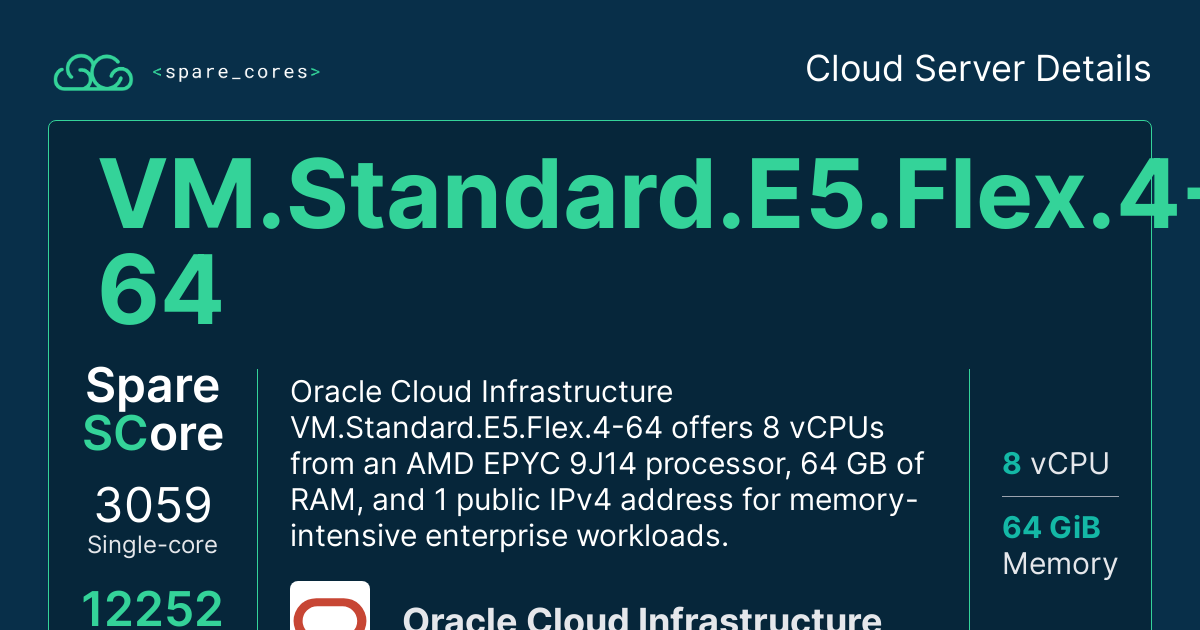 <spare_cores>
Cloud Server Details
VM.Standard.E5.Flex.4-
64
Spare
SCore
3059
Single-core
12252
Oracle Cloud Infrastructure
VM.Standard.E5.Flex.4-64 offers 8 vCPUs
from an AMD EPYC 9J14 processor, 64 GB of
RAM, and 1 public IPv4 address for memory-
intensive enterprise workloads.
Oracle Cloud Infrastructure
8 vCPU
64 GiB
Memory